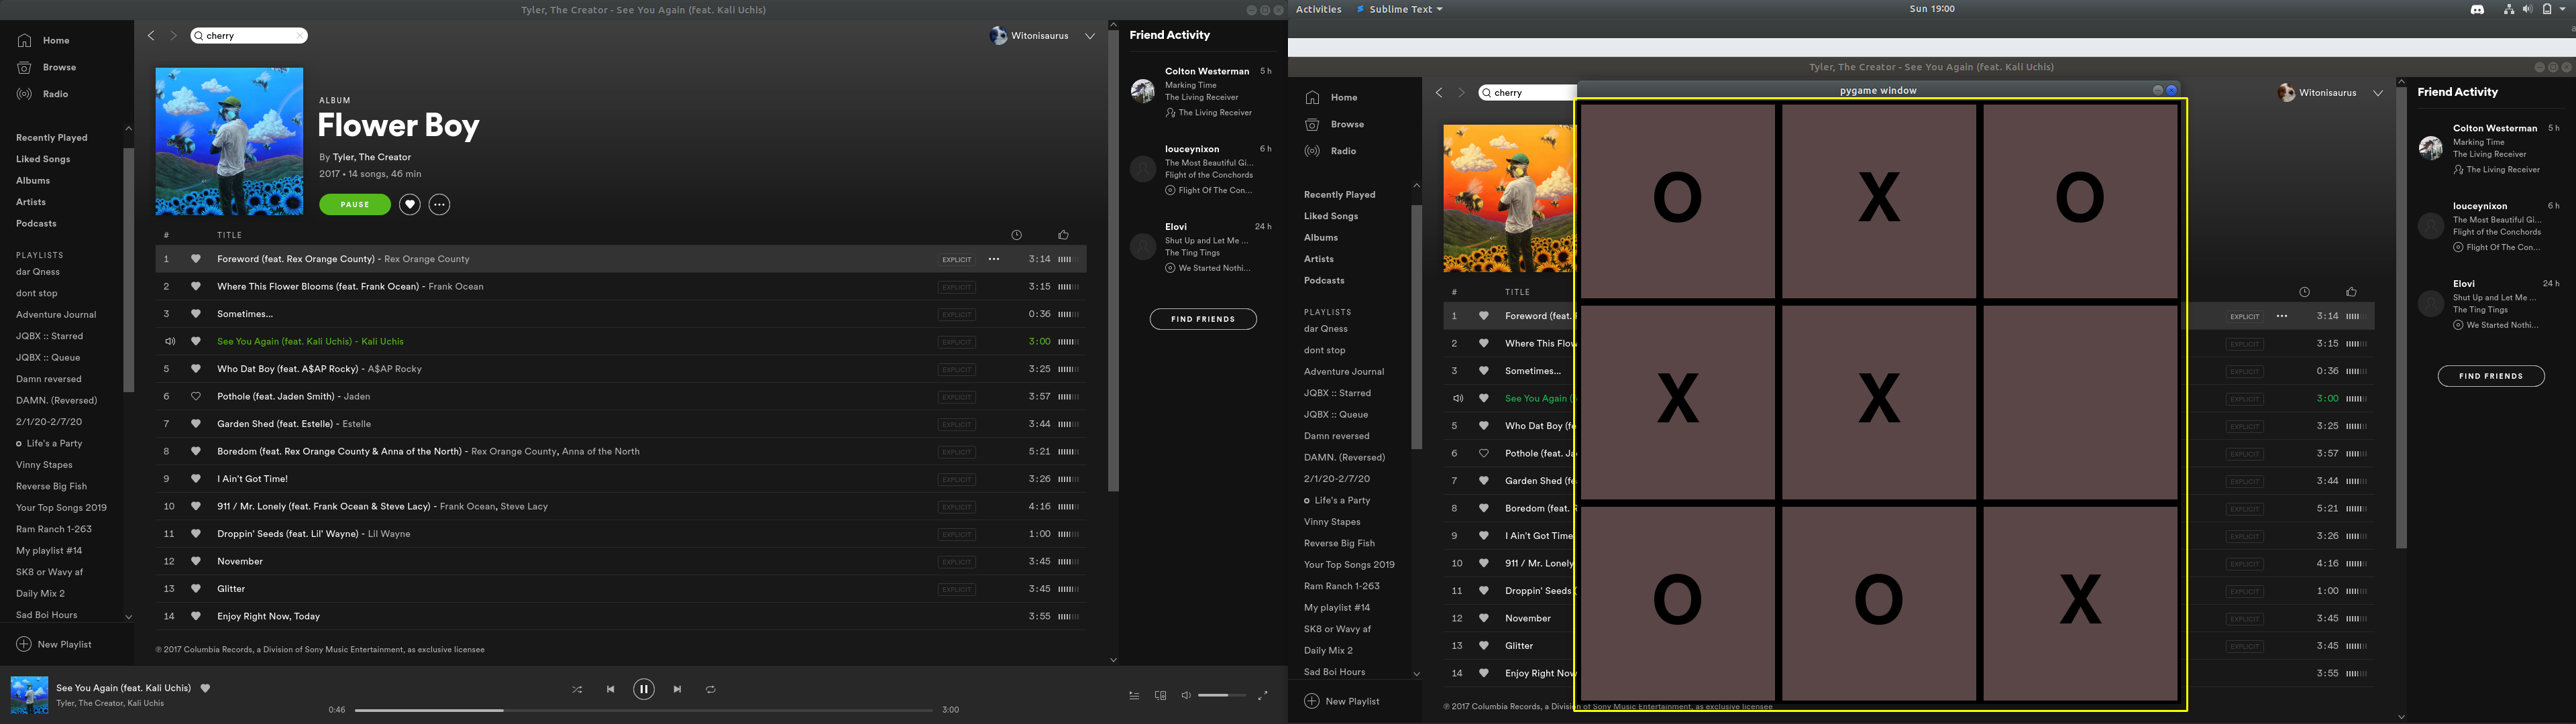 Tyler, The Creator - See You Again (feat. Kali Uchis)
Home
Browse
Radio
Recently Played
Liked Songs
Albums
Artists
Podcasts
PLAYLISTS
dar Qness
dont stop
Adventure Journal
JQBX :: Starred
JQBX :: Queue
Damn reversed
DAMN. (Reversed)
2/1/20-2/7/20
Life's a Party
Vinny Stapes
Reverse Big Fish
Your Top Songs 2019
Ram Ranch 1-263
My playlist #14
SK8 or Wavy af
Daily Mix 2
Sad Boi Hours
New Playlist
cherry
Witonisaurus
ALBUM
Flower Boy
By Tyler, The Creator
2017 • 14 songs, 46 min
PAUSE
# TITLE
1 Foreword (feat. Rex Orange County) - Rex Orange County EXPLICIT 3:14
2 Where This Flower Blooms (feat. Frank Ocean) - Frank Ocean EXPLICIT 3:15
3 Sometimes... EXPLICIT 0:36
See You Again (feat. Kali Uchis) - Kali Uchis EXPLICIT 3:00
5 Who Dat Boy (feat. A$AP Rocky) - A$AP Rocky EXPLICIT 3:25
6 Pothole (feat. Jaden Smith) - Jaden EXPLICIT 3:57
7 Garden Shed (feat. Estelle) - Estelle EXPLICIT 3:44
8 Boredom (feat. Rex Orange County & Anna of the North) - Rex Orange County, Anna of the North EXPLICIT 5:21
9 I Ain't Got Time! EXPLICIT 3:26
10 911 / Mr. Lonely (feat. Frank Ocean & Steve Lacy) - Frank Ocean, Steve Lacy EXPLICIT 4:16
11 Droppin' Seeds (feat. Lil' Wayne) - Lil Wayne EXPLICIT 1:00
12 November EXPLICIT 3:45
13 Glitter EXPLICIT 3:45
14 Enjoy Right Now, Today 3:55
℗ 2017 Columbia Records, a Division of Sony Music Entertainment, as exclusive licensee
Friend Activity
Colton Westerman 5 h
Marking Time
The Living Receiver
The Living Receiver
louceynixon 6 h
The Most Beautiful Gi...
Flight of the Conchords
Flight Of The Con...
Elovi 24 h
Shut Up and Let Me ...
The Ting Tings
We Started Nothi...
FIND FRIENDS
See You Again (feat. Kali Uchis)
Tyler, The Creator, Kali Uchis
0:46
3:00
Activities Sublime Text Sun 19:00
Tyler, The Creator - See You Again (feat. Kali Uchis)
Home
Browse
Radio
Recently Played
Liked Songs
Albums
Artists
Podcasts
PLAYLISTS
dar Qness
dont stop
Adventure Journal
JQBX :: Starred
JQBX :: Queue
Damn reversed
DAMN. (Reversed)
2/1/20-2/7/20
Life's a Party
Vinny Stapes
Reverse Big Fish
Your Top Songs 2019
Ram Ranch 1-263
My playlist #14
SK8 or Wavy af
Daily Mix 2
Sad Boi Hours
New Playlist
cherry
Witonisaurus
# TITLE
1 Foreword (feat. EXPLICIT 3:14
2 Where This Flow EXPLICIT 3:15
3 Sometimes... EXPLICIT 0:36
See You Again ( EXPLICIT 3:00
5 Who Dat Boy (fe EXPLICIT 3:25
6 Pothole (feat. Ja EXPLICIT 3:57
7 Garden Shed (fe EXPLICIT 3:44
8 Boredom (feat. EXPLICIT 5:21
9 I Ain't Got Time EXPLICIT 3:26
10 911 / Mr. Lonely EXPLICIT 4:16
11 Droppin' Seeds EXPLICIT 1:00
12 November EXPLICIT 3:45
13 Glitter EXPLICIT 3:45
14 Enjoy Right Now 3:55
℗ 2017 Columbia Records, a Division of Sony Music Entertainment, as exclusive licensee
pygame window
O X O
X X
O O X
Friend Activity
Colton Westerman 5 h
Marking Time
The Living Receiver
The Living Receiver
louceynixon 6 h
The Most Beautiful Gi...
Flight of the Conchords
Flight Of The Con...
Elovi 24 h
Shut Up and Let Me ...
The Ting Tings
We Started Nothi...
FIND FRIENDS